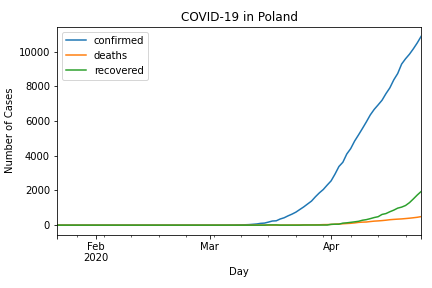 COVID-19 in Poland
confirmed
deaths
recovered
Number of Cases
10000
8000
6000
4000
2000
0
Feb
2020
Mar
Apr
Day